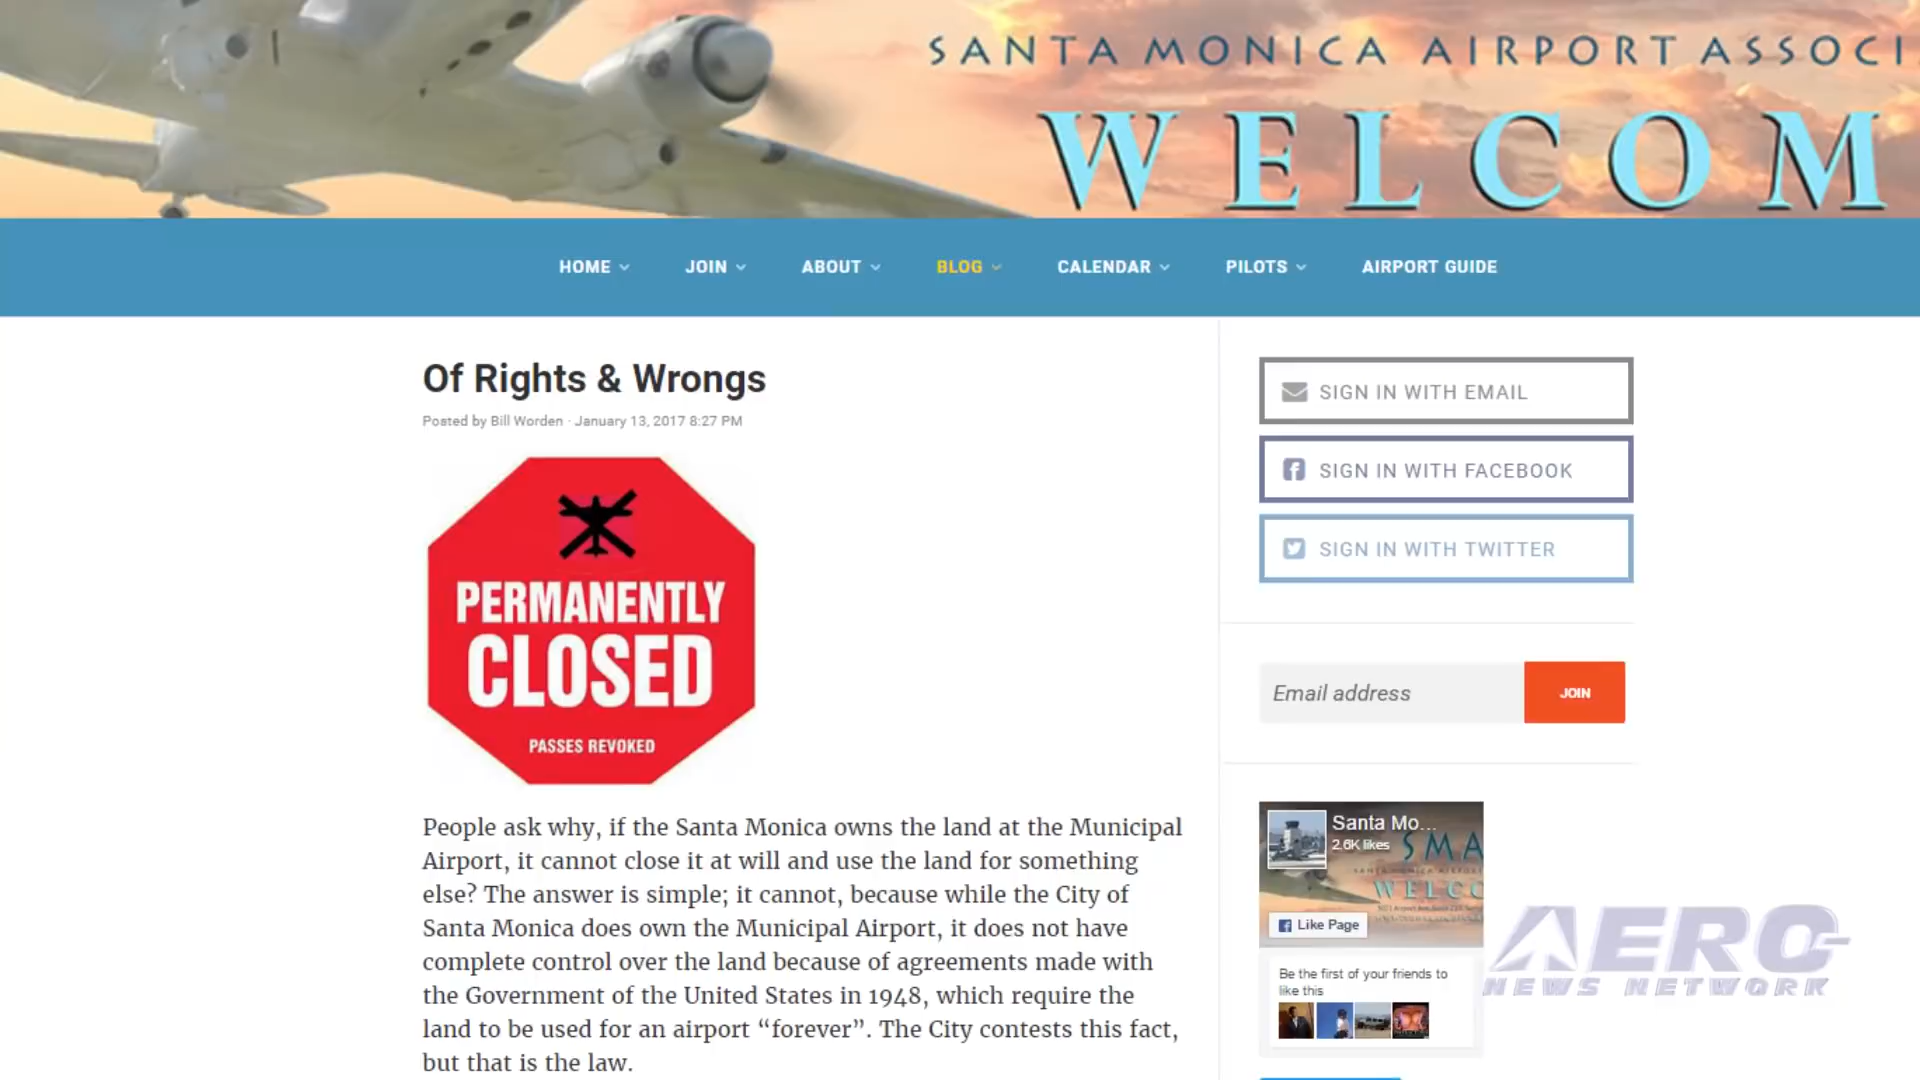 SANTA MONICA AIRPORT ASSOCI
WELCOM
HOME
JOIN
ABOUT
BLOG
CALENDAR
PILOTS
AIRPORT GUIDE
Of Rights & Wrongs
Posted by Bill Worden · January 13, 2017 8:27 PM
PERMANENTLY
CLOSED
PASSES REVOKED
People ask why, if the Santa Monica owns the land at the Municipal
Airport, it cannot close it at will and use the land for something
else? The answer is simple; it cannot, because while the City of
Santa Monica does own the Municipal Airport, it does not have
complete control over the land because of agreements made with
the Government of the United States in 1948, which require the
land to be used for an airport “forever”. The City contests this fact,
but that is the law.
SIGN IN WITH EMAIL
SIGN IN WITH FACEBOOK
SIGN IN WITH TWITTER
Email address
JOIN
Santa Mo...
2.6K likes
SMA
WELCO
Like Page
Be the first of your friends to
like this
AERO
NEWS NETWORK